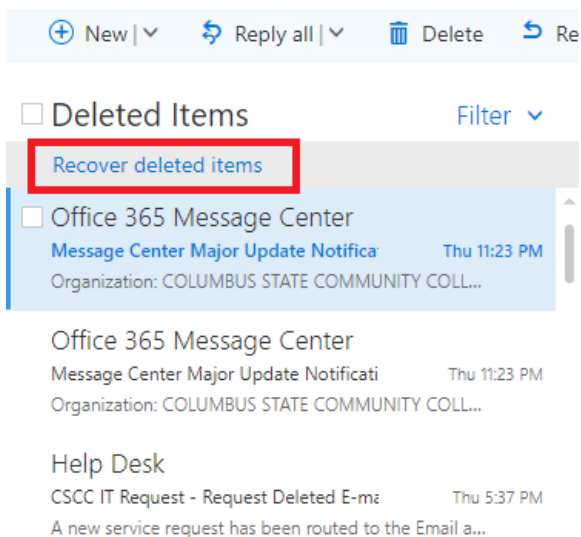 New | Reply all | Delete Re
Deleted Items Filter
Recover deleted items
Office 365 Message Center
Message Center Major Update Notifica Thu 11:23 PM
Organization: COLUMBUS STATE COMMUNITY COLL...
Office 365 Message Center
Message Center Major Update Notificati Thu 11:23 PM
Organization: COLUMBUS STATE COMMUNITY COLL...
Help Desk
CSCC IT Request - Request Deleted E-ma Thu 5:37 PM
A new service request has been routed to the Email a...